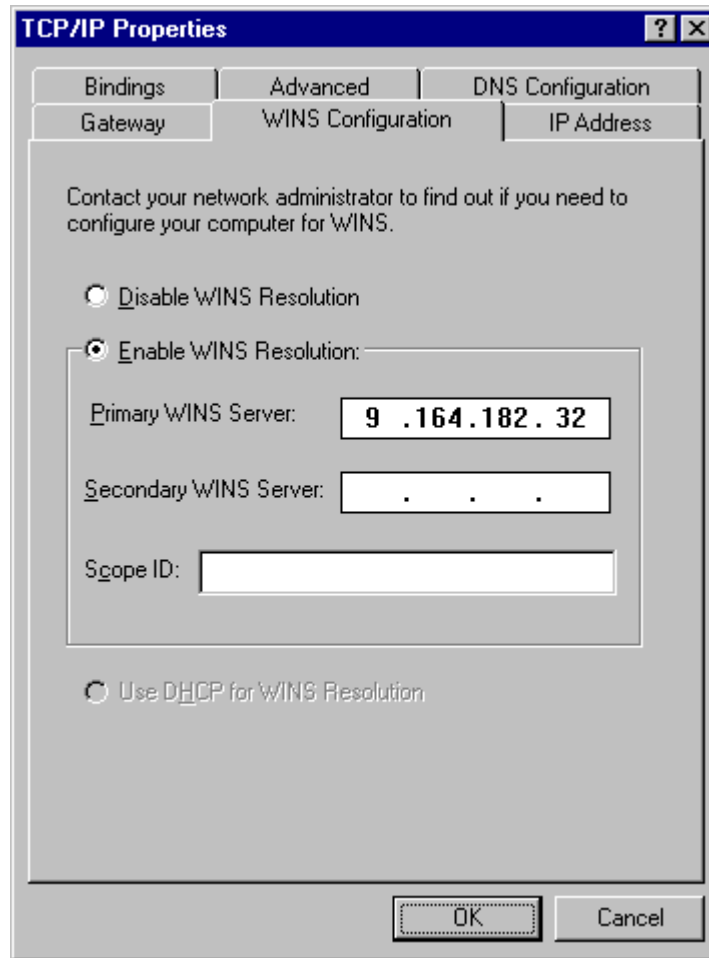 TCP/IP Properties
Bindings Advanced DNS Configuration
Gateway WINS Configuration IP Address
Contact your network administrator to find out if you need to
configure your computer for WINS.
Disable WINS Resolution
Enable WINS Resolution:
Primary WINS Server: 9 .164.182. 32
Secondary WINS Server: . . .
Scope ID:
Use DHCP for WINS Resolution
OK Cancel